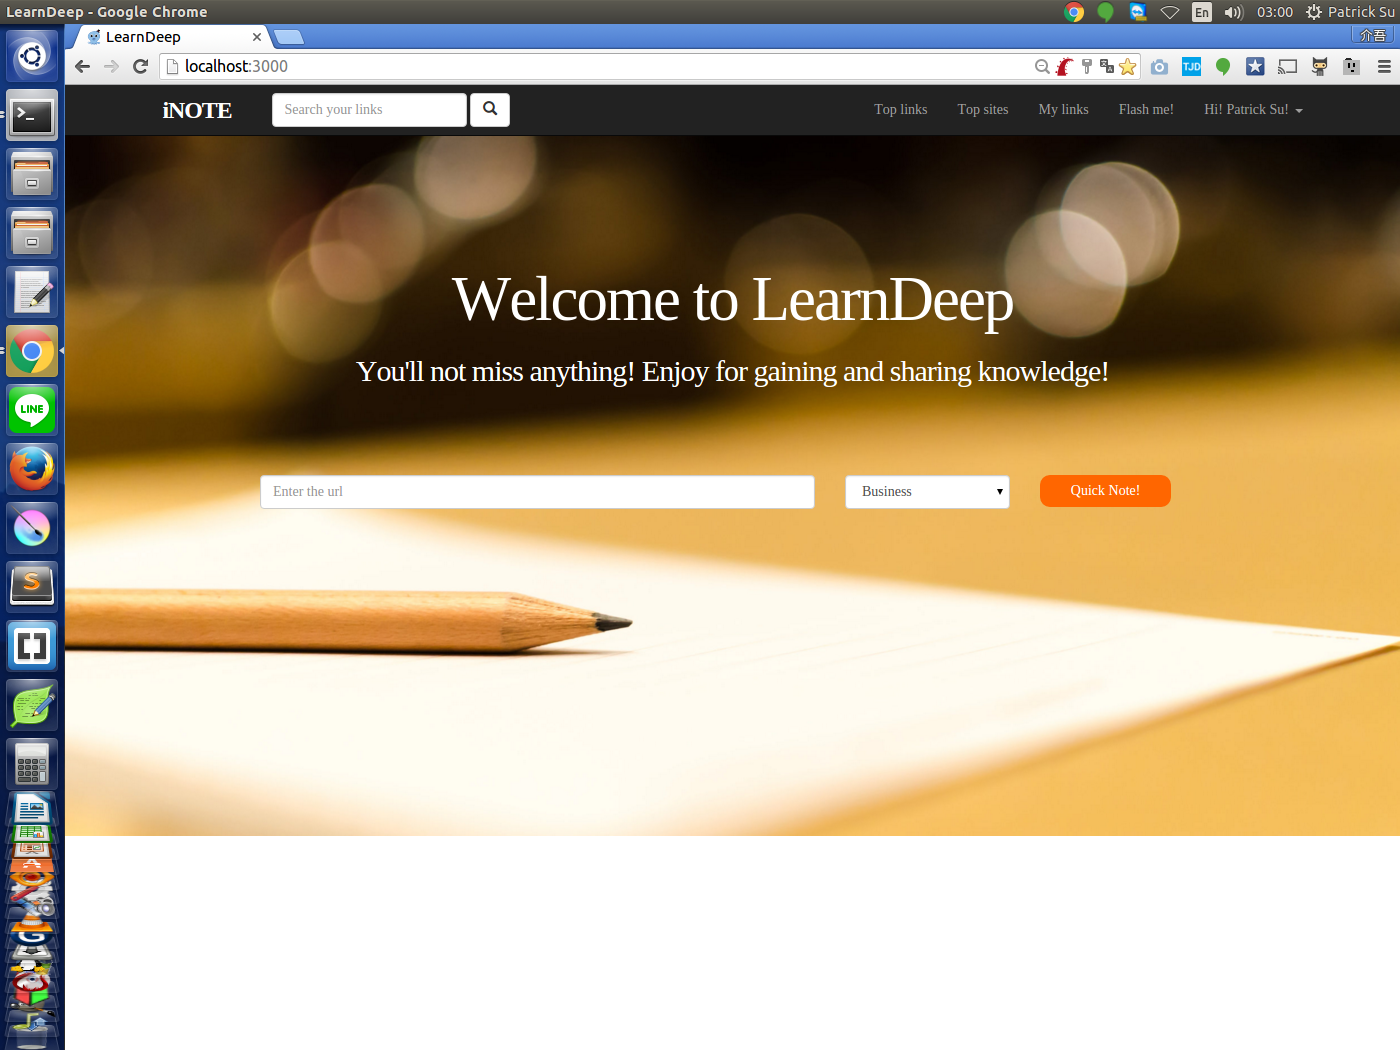 LearnDeep - Google Chrome
En
03:00
Patrick Su
LearnDeep
介吾
localhost:3000
TJD
iNOTE
Search your links
Top links
Top sites
My links
Flash me!
Hi! Patrick Su!
Welcome to LearnDeep
You'll not miss anything! Enjoy for gaining and sharing knowledge!
Enter the url
Business
Quick Note!
LINE
S